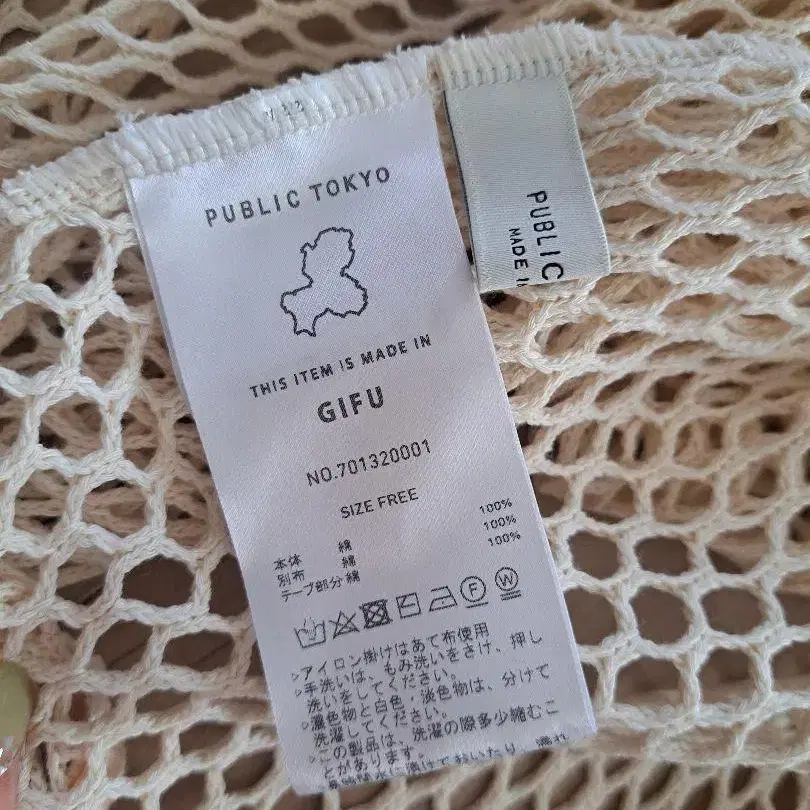 PUBLIC TOKYO
THIS ITEM IS MADE IN
GIFU
NO.701320001
SIZE FREE
本体 綿 100%
別布 綿 100%
テープ部分 綿 100%
F W
▷アイロン掛けはあて布使用
▷手洗いは、もみ洗いをさけ、押し
洗いをしてください。
▷濃色物と白色・淡色物は、分けて
洗濯してください。
▷この製品は、洗濯の際多少縮むこ
とがあります。
PUBLIC
MADE